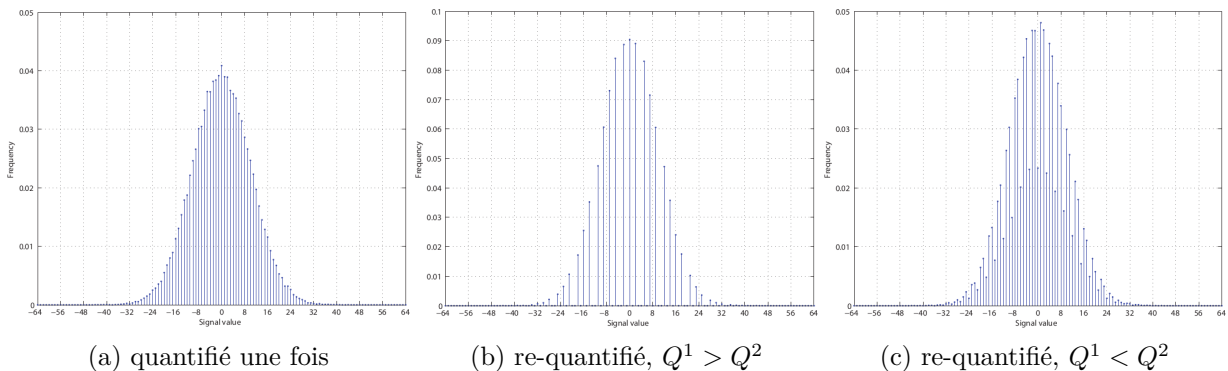 0.05
0.04
0.03
0.02
0.01
0
Frequency
−64 −56 −48 −40 −32 −24 −16 −8 0 8 16 24 32 40 48 56 64
Signal value
(a) quantifié une fois
0.1
0.09
0.08
0.07
0.06
0.05
0.04
0.03
0.02
0.01
0
Frequency
−64 −56 −48 −40 −32 −24 −16 −8 0 8 16 24 32 40 48 56 64
Signal value
(b) re-quantifié, Q¹ > Q²
0.05
0.04
0.03
0.02
0.01
0
Frequency
−64 −56 −48 −40 −32 −24 −16 −8 0 8 16 24 32 40 48 56 64
Signal value
(c) re-quantifié, Q¹ < Q²